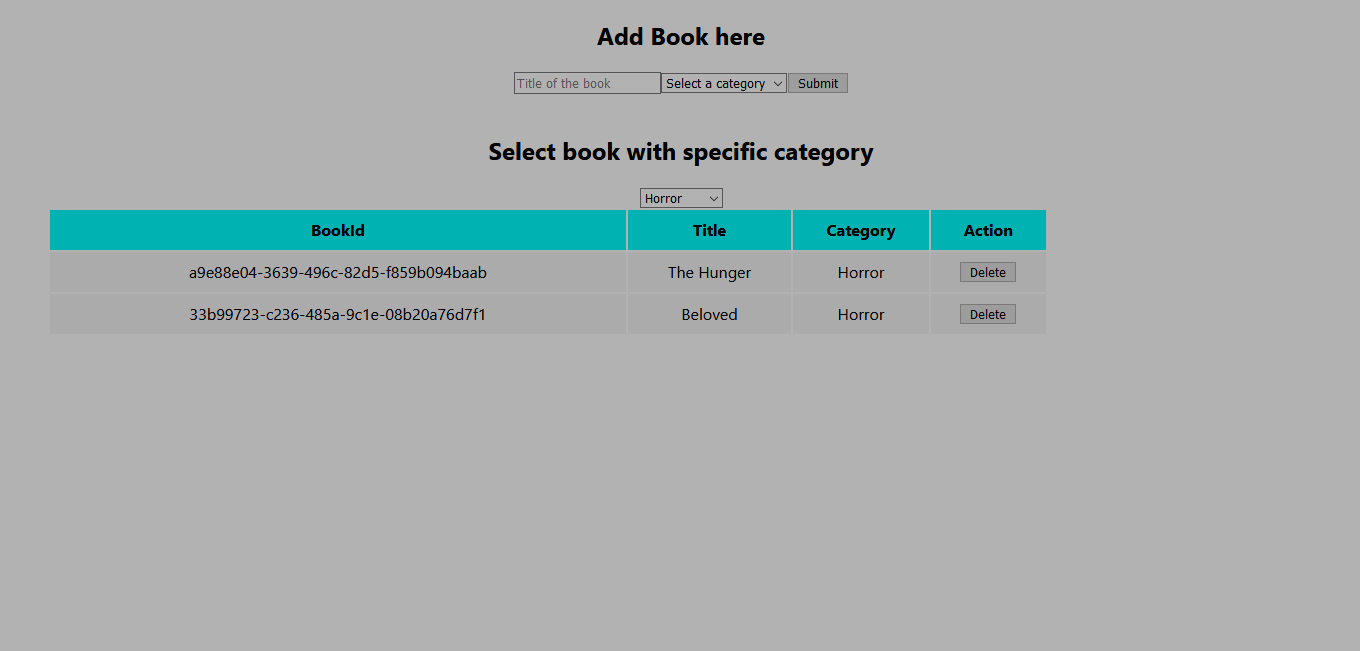 Add Book here
Title of the book Select a category Submit
Select book with specific category
Horror
BookId Title Category Action
a9e88e04-3639-496c-82d5-f859b094baab The Hunger Horror Delete
33b99723-c236-485a-9c1e-08b20a76d7f1 Beloved Horror Delete